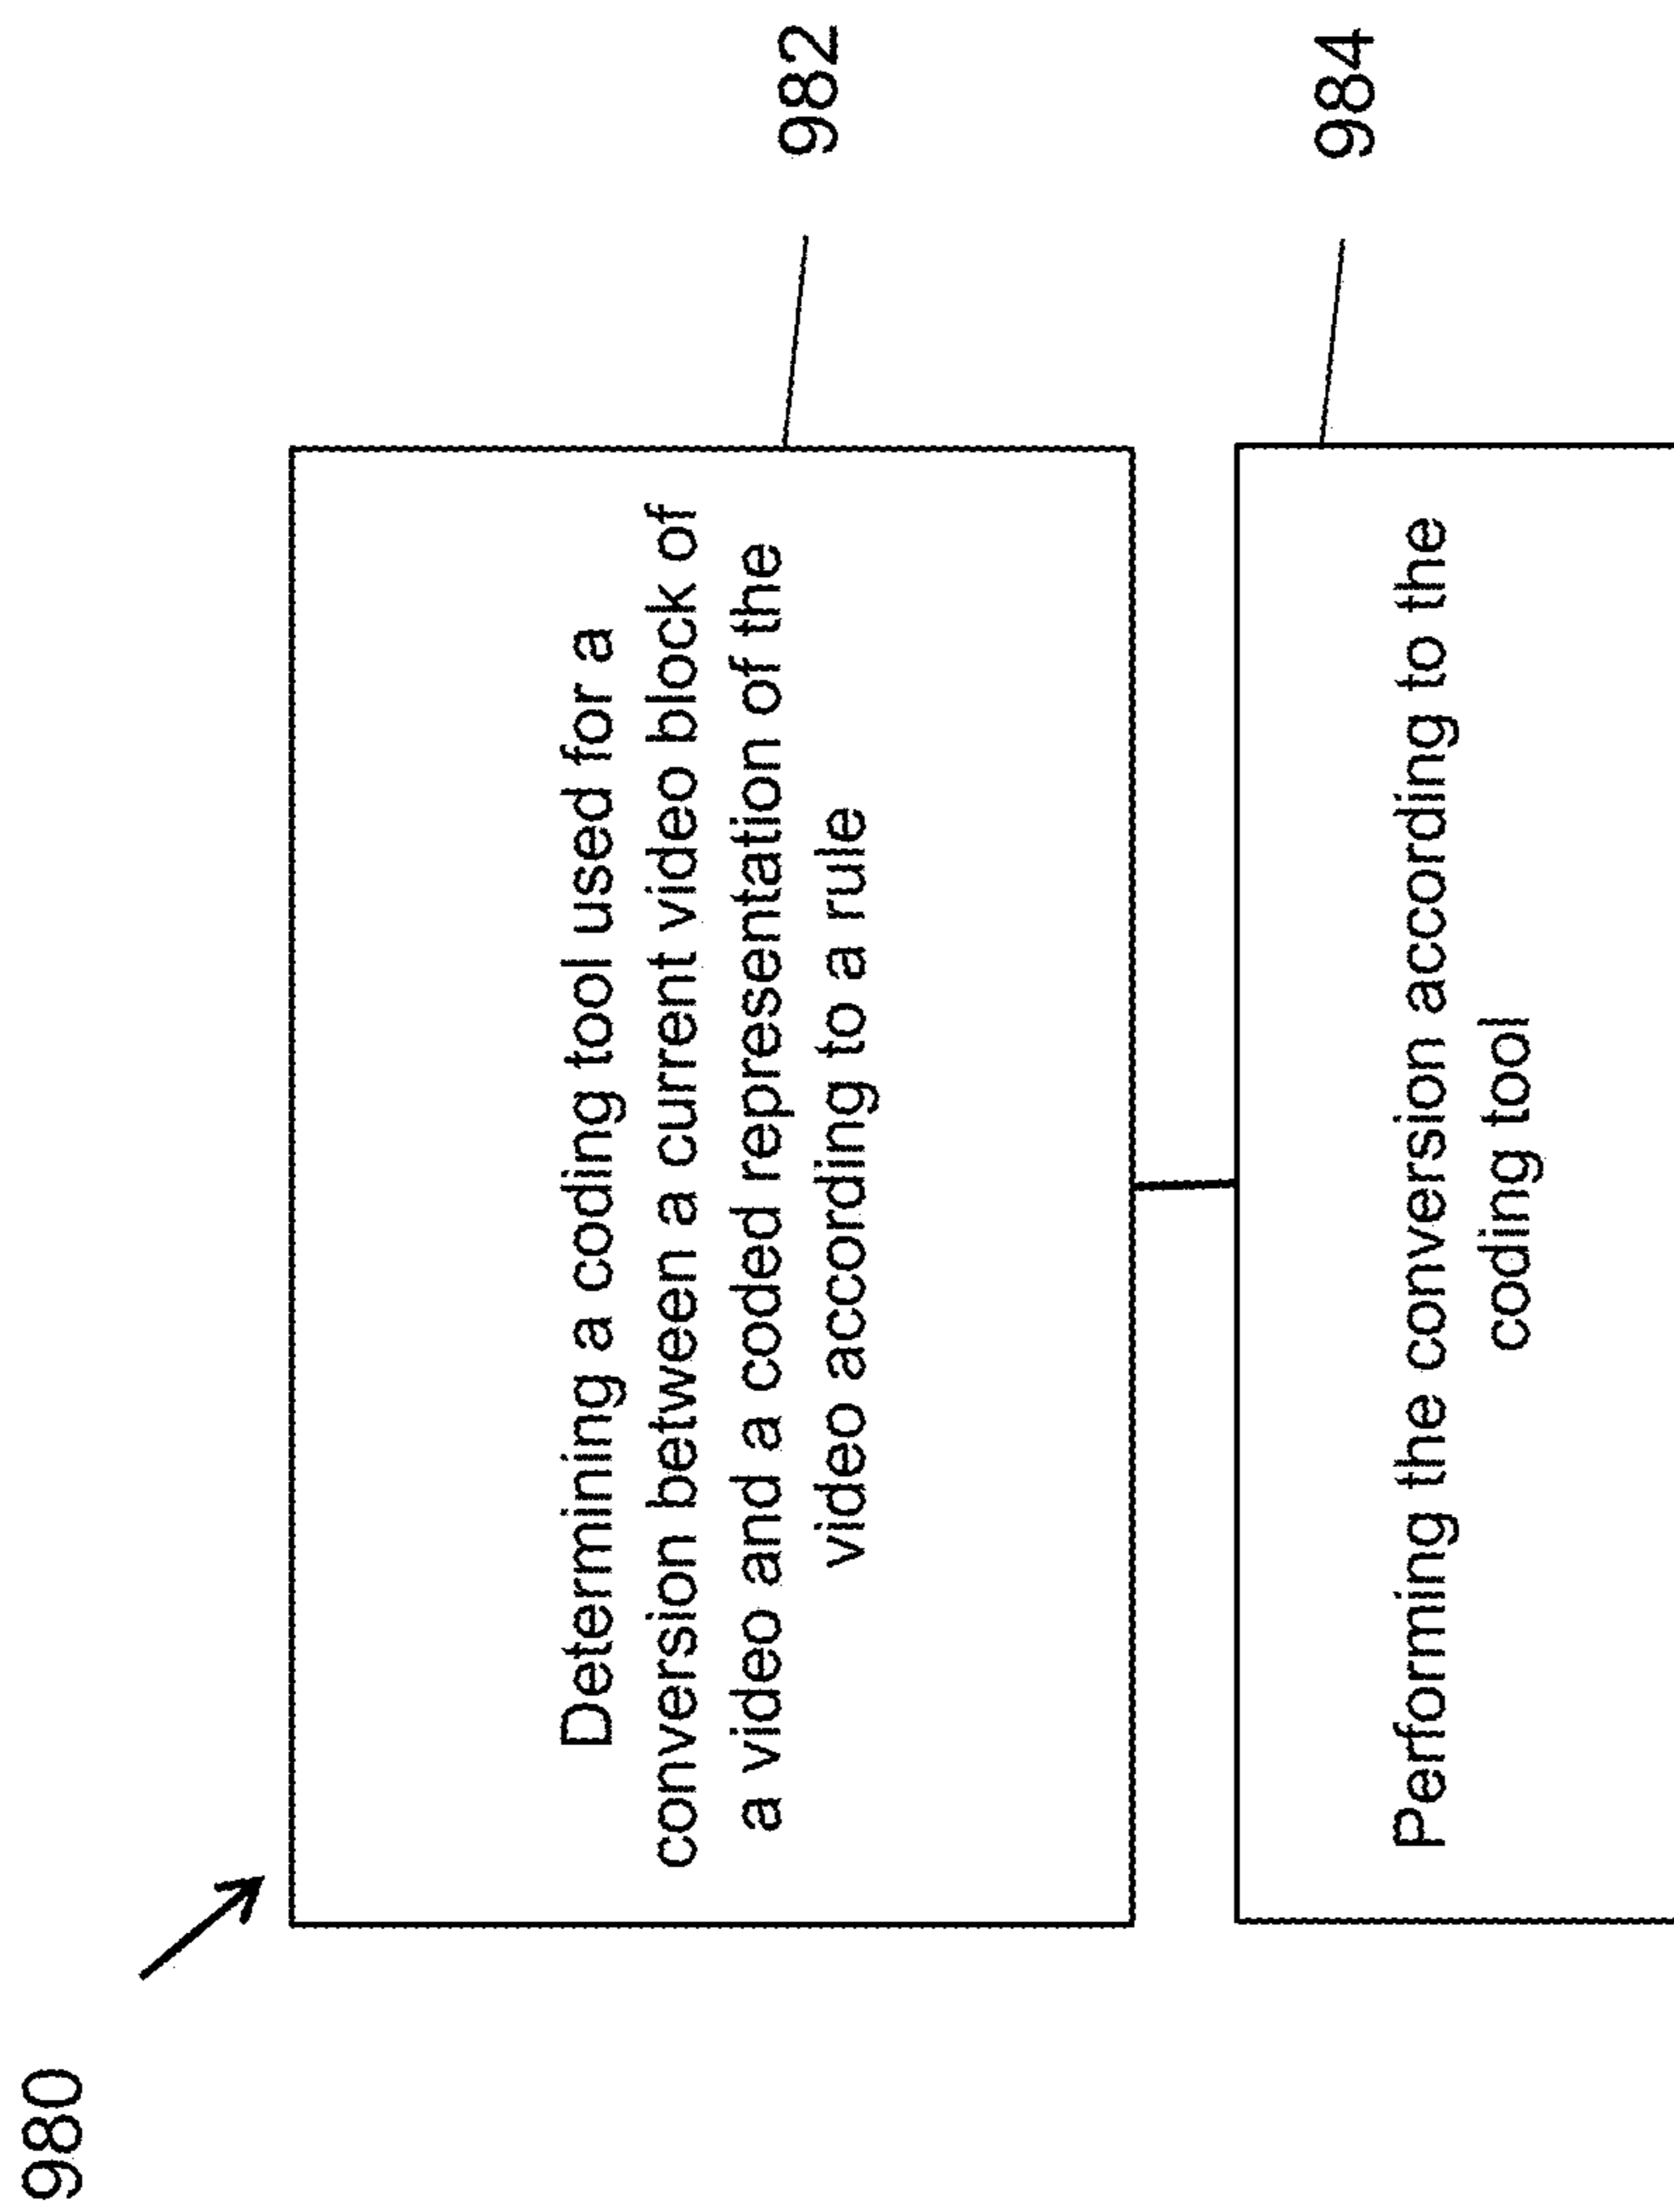 980
Determining a coding tool used for a
conversion between a current video block of
a video and a coded representation of the
video according to a rule
982
Performing the conversion according to the
coding tool
984